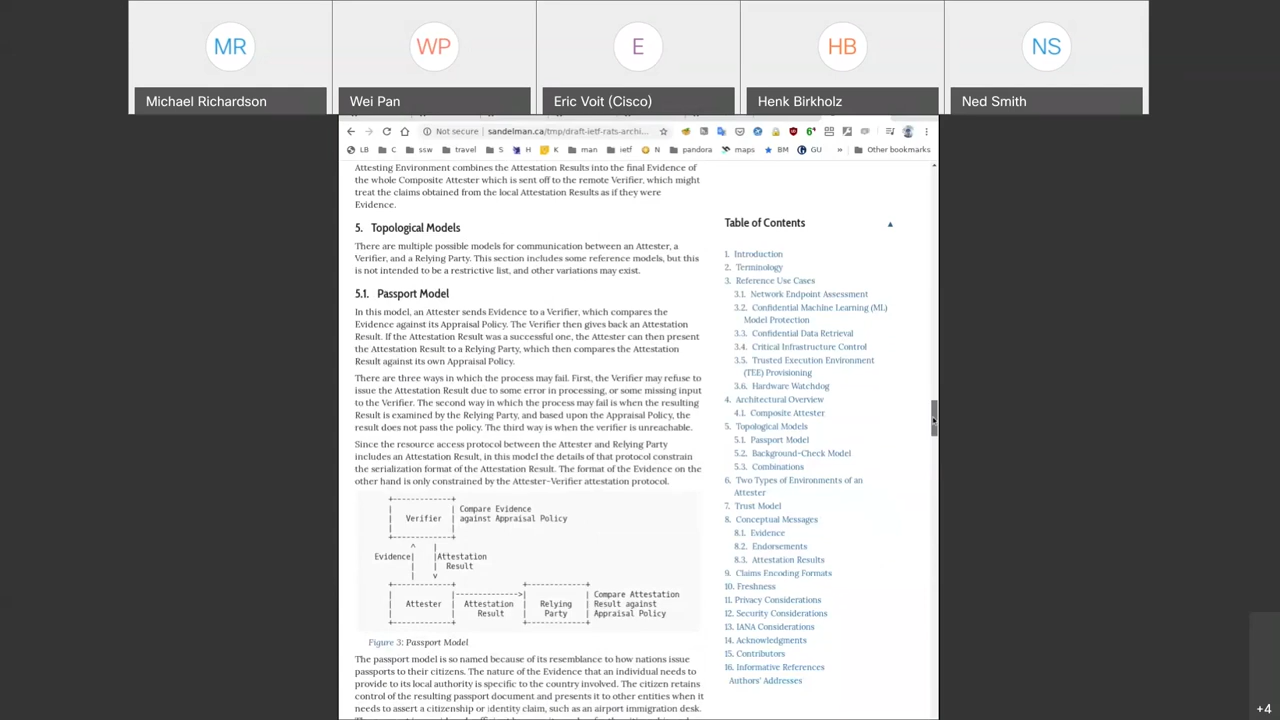 MR
WP
E
HB
NS
Michael Richardson
Wei Pan
Eric Voit (Cisco)
Henk Birkholz
Ned Smith
Not secure | sandelman.ca/tmp/draft-ietf-rats-archi...
LB C ssw travel S H K man ietf N pandora maps BM GU » Other bookmarks
Attesting Environment combines the Attestation Results into the final Evidence of
the whole Composite Attester which is sent off to the remote Verifier, which might
treat the claims obtained from the local Attestation Results as if they were
Evidence.
5. Topological Models
There are multiple possible models for communication between an Attester, a
Verifier, and a Relying Party. This section includes some reference models, but this
is not intended to be a restrictive list, and other variations may exist.
5.1. Passport Model
In this model, an Attester sends Evidence to a Verifier, which compares the
Evidence against its Appraisal Policy. The Verifier then gives back an Attestation
Result. If the Attestation Result was a successful one, the Attester can then present
the Attestation Result to a Relying Party, which then compares the Attestation
Result against its own Appraisal Policy.
There are three ways in which the process may fail. First, the Verifier may refuse to
issue the Attestation Result due to some error in processing, or some missing input
to the Verifier. The second way in which the process may fail is when the resulting
Result is examined by the Relying Party, and based upon the Appraisal Policy, the
result does not pass the policy. The third way is when the verifier is unreachable.
Since the resource access protocol between the Attester and Relying Party
includes an Attestation Result, in this model the details of that protocol constrain
the serialization format of the Attestation Result. The format of the Evidence on the
other hand is only constrained by the Attester-Verifier attestation protocol.
Compare Evidence
Verifier against Appraisal Policy
Evidence Attestation
Result
Compare Attestation
Attester Attestation Relying Result against
Result Party Appraisal Policy
Figure 3: Passport Model
The passport model is so named because of its resemblance to how nations issue
passports to their citizens. The nature of the Evidence that an individual needs to
provide to its local authority is specific to the country involved. The citizen retains
control of the resulting passport document and presents it to other entities when it
needs to assert a citizenship or identity claim, such as an airport immigration desk.
Table of Contents
1. Introduction
2. Terminology
3. Reference Use Cases
3.1. Network Endpoint Assessment
3.2. Confidential Machine Learning (ML)
Model Protection
3.3. Confidential Data Retrieval
3.4. Critical Infrastructure Control
3.5. Trusted Execution Environment
(TEE) Provisioning
3.6. Hardware Watchdog
4. Architectural Overview
4.1. Composite Attester
5. Topological Models
5.1. Passport Model
5.2. Background-Check Model
5.3. Combinations
6. Two Types of Environments of an
Attester
7. Trust Model
8. Conceptual Messages
8.1. Evidence
8.2. Endorsements
8.3. Attestation Results
9. Claims Encoding Formats
10. Freshness
11. Privacy Considerations
12. Security Considerations
13. IANA Considerations
14. Acknowledgments
15. Contributors
16. Informative References
Authors' Addresses
+4